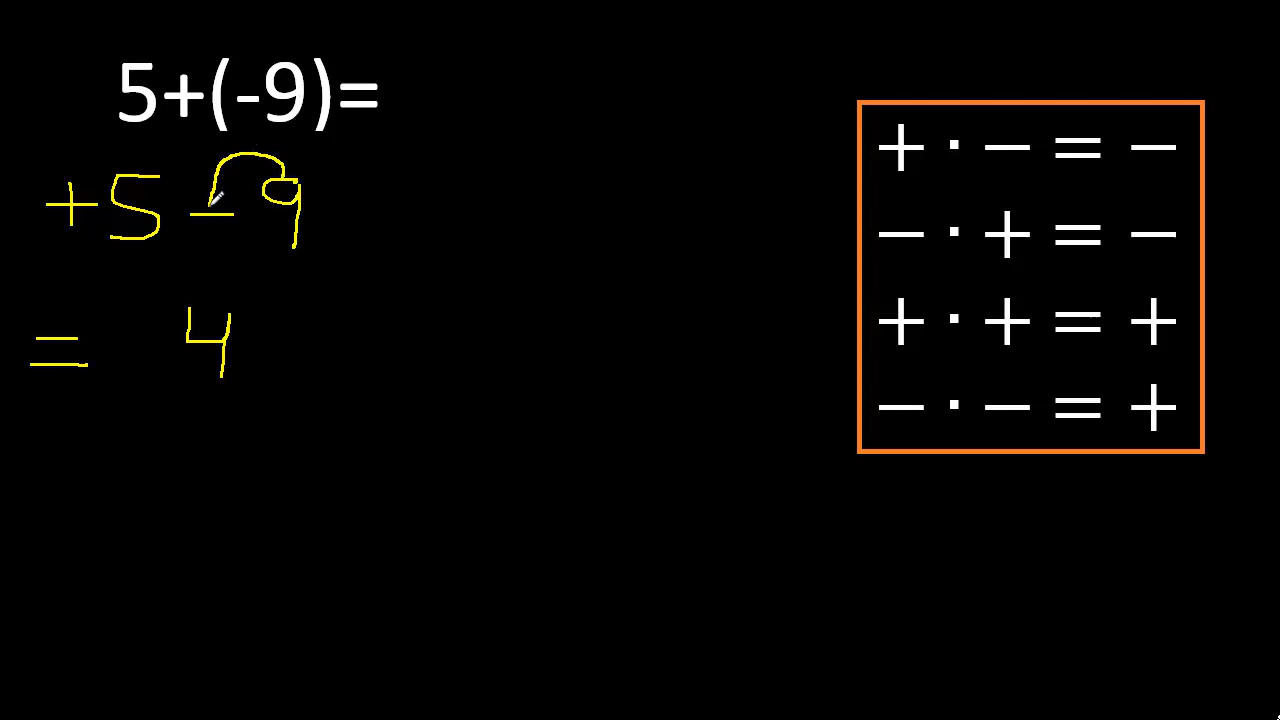 5+(-9)=
+5 - 9
= 4
+ · - = -
- · + = -
+ · + = +
- · - = +